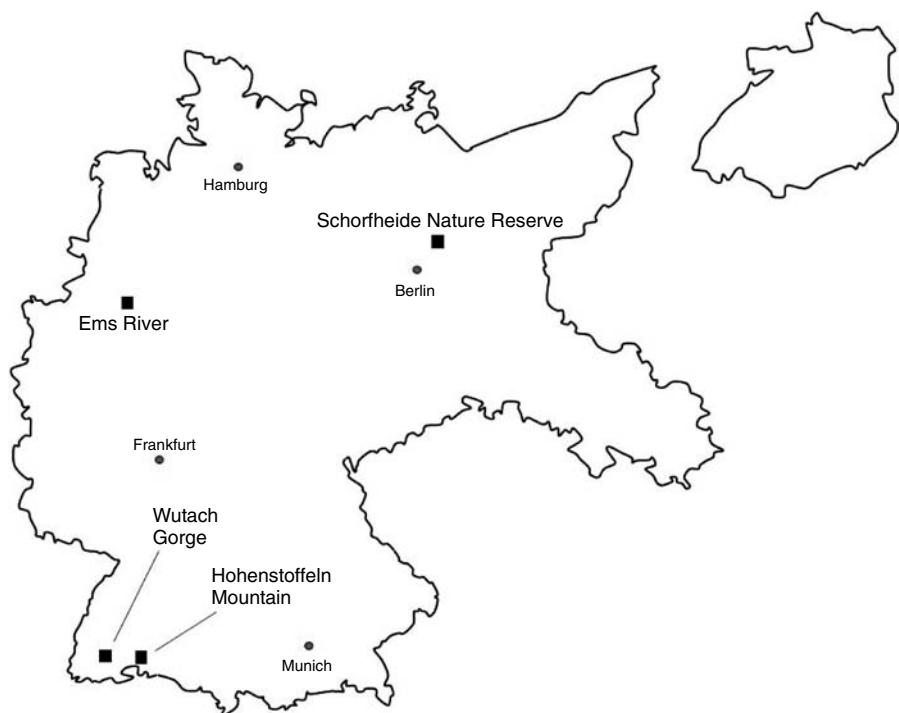 Hamburg
Schorfheide Nature Reserve
Berlin
Ems River
Frankfurt
Wutach
Gorge
Hohenstoffeln
Mountain
Munich